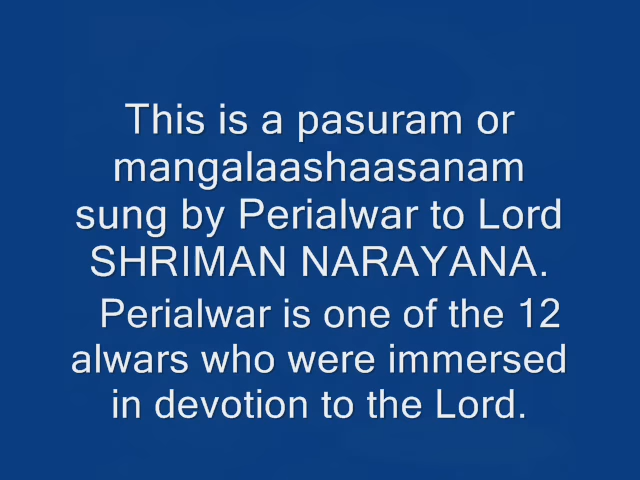 This is a pasuram or
mangalaashaasanam
sung by Perialwar to Lord
SHRIMAN NARAYANA.
Perialwar is one of the 12
alwars who were immersed
in devotion to the Lord.